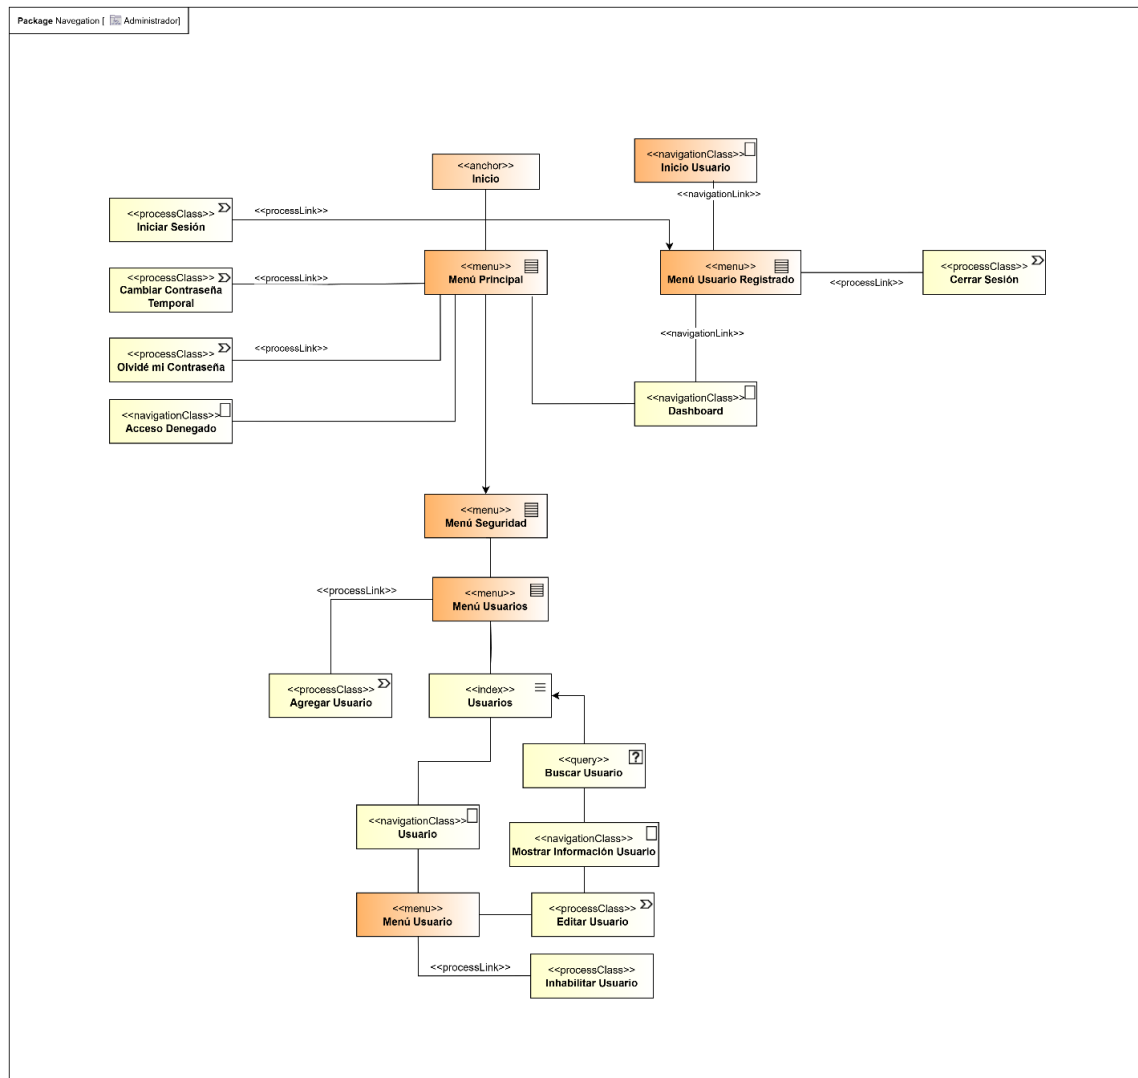 Package Navegation [ Administrador]
<<anchor>>
Inicio
<<navigationClass>>
Inicio Usuario
<<navigationLink>>
<<processClass>>
Iniciar Sesión
<<processLink>>
<<menu>>
Menú Principal
<<menu>>
Menú Usuario Registrado
<<processLink>>
<<processClass>>
Cerrar Sesión
<<processClass>>
Cambiar Contraseña
Temporal
<<processLink>>
<<navigationLink>>
<<processClass>>
Olvidé mi Contraseña
<<processLink>>
<<navigationClass>>
Acceso Denegado
<<navigationClass>>
Dashboard
<<menu>>
Menú Seguridad
<<menu>>
Menú Usuarios
<<processLink>>
<<processClass>>
Agregar Usuario
<<index>>
Usuarios
<<query>>
Buscar Usuario
?
<<navigationClass>>
Usuario
<<navigationClass>>
Mostrar Información Usuario
<<menu>>
Menú Usuario
<<processClass>>
Editar Usuario
<<processLink>>
<<processClass>>
Inhabilitar Usuario